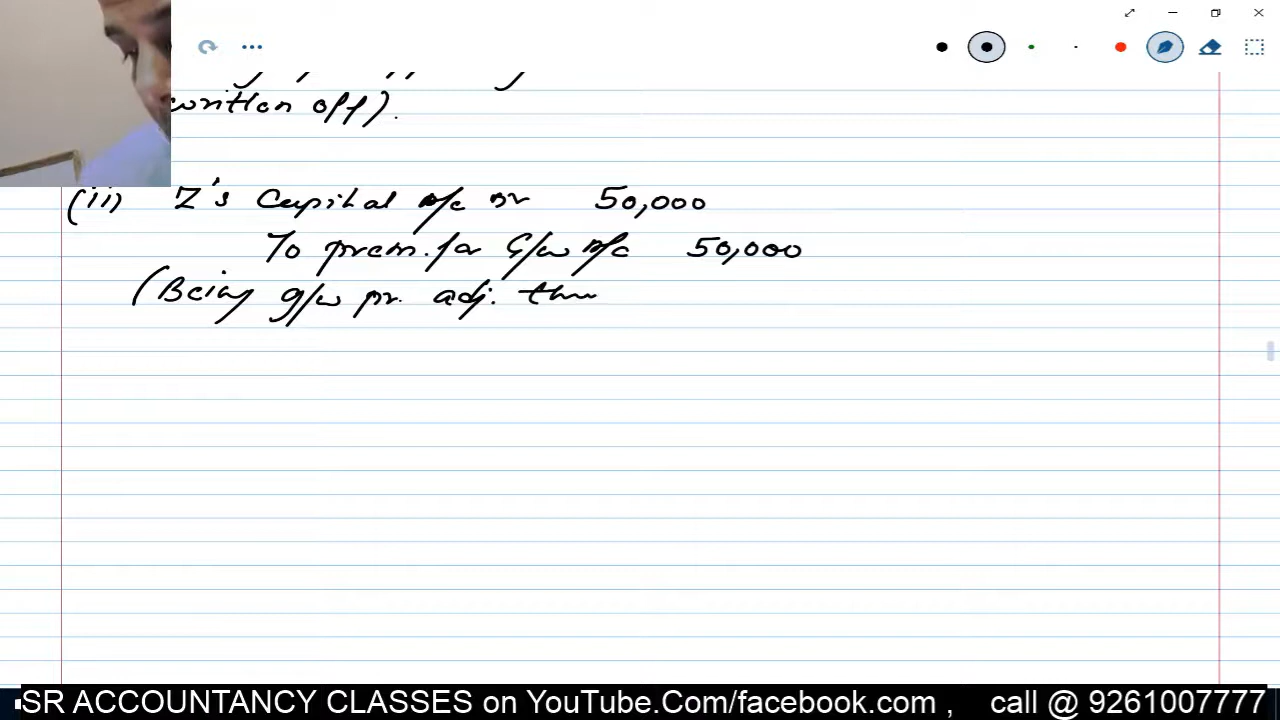 written off).
(ii) Z's Capital A/c Dr 50,000
To prem. for G/w A/c 50,000
(Being g/w pr. adj. thro
SR ACCOUNTANCY CLASSES on YouTube.Com/facebook.com , call @ 9261007777